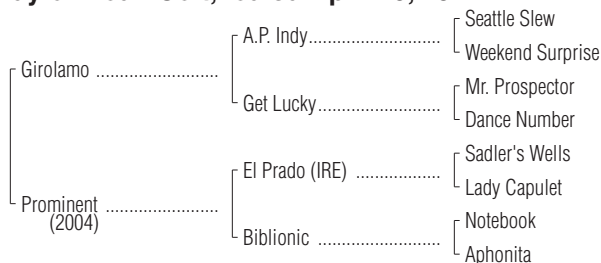 Seattle Slew
A.P. Indy
Weekend Surprise
Girolamo
Mr. Prospector
Get Lucky
Dance Number
Sadler's Wells
El Prado (IRE)
Lady Capulet
Prominent
(2004)
Notebook
Biblionic
Aphonita